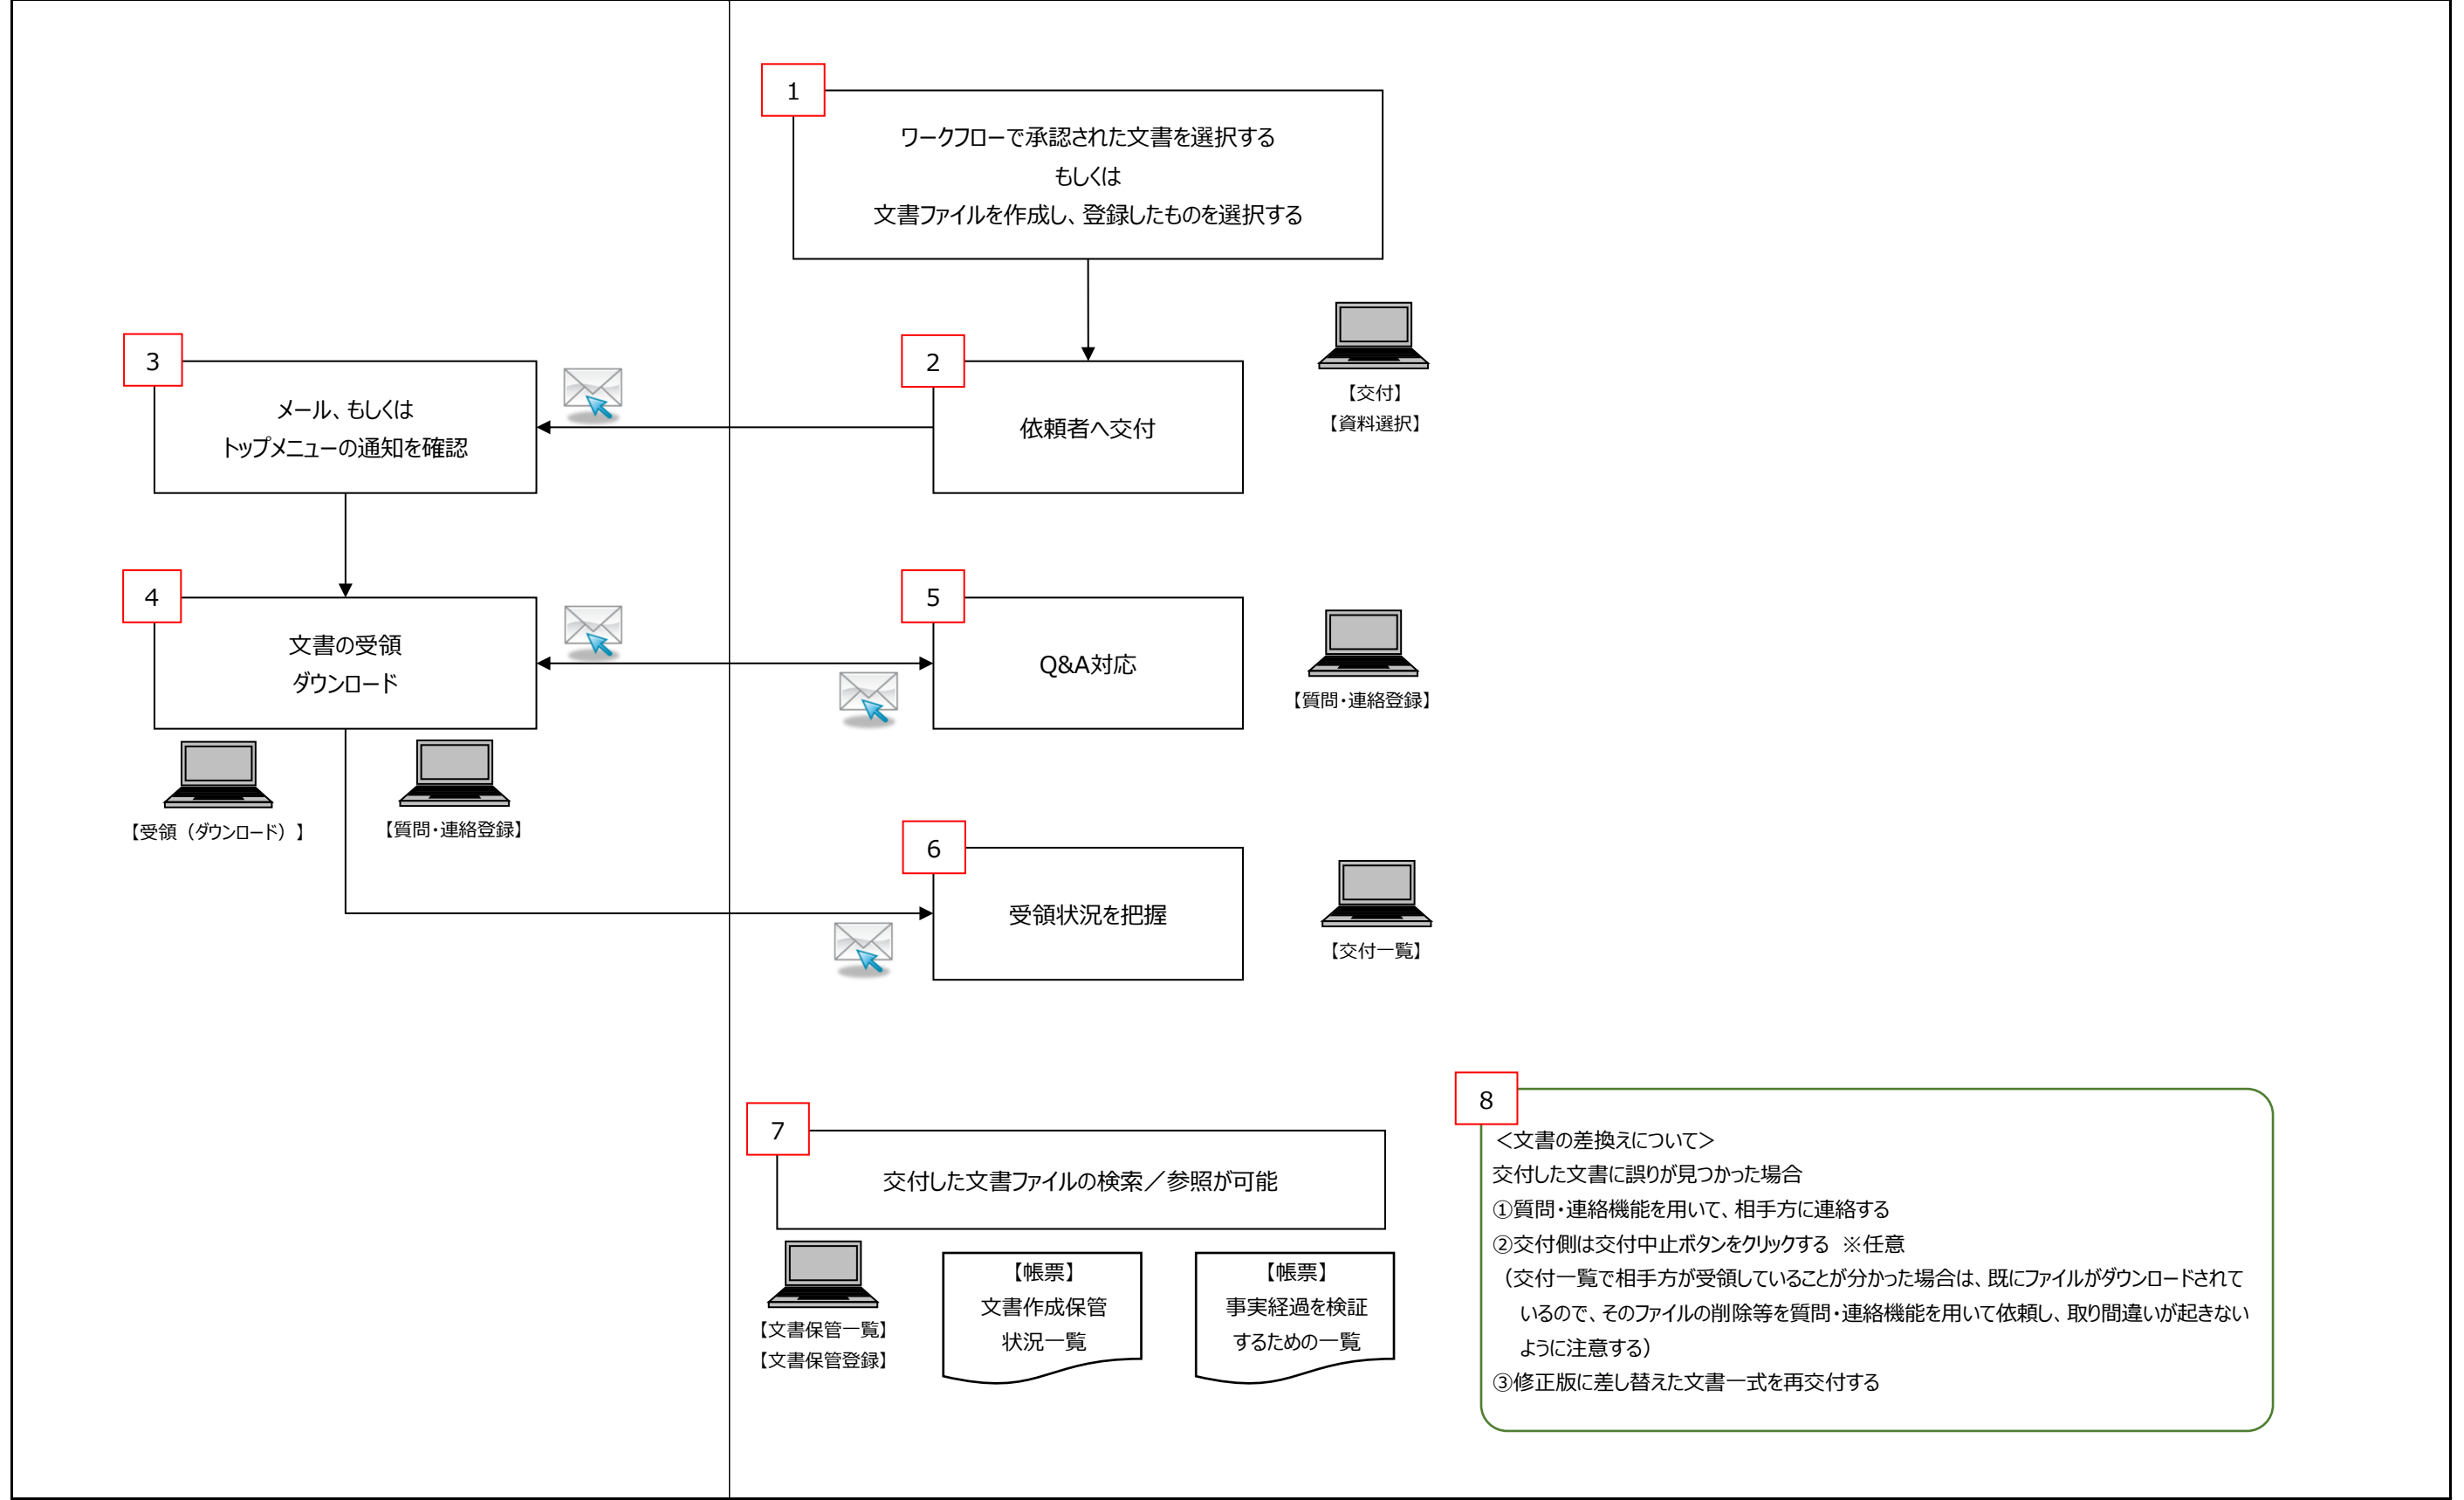 1
ワークフローで承認された文書を選択する
もしくは
文書ファイルを作成し、登録したものを選択する
2
依頼者へ交付
【交付】
【資料選択】
3
メール、もしくは
トップメニューの通知を確認
4
文書の受領
ダウンロード
【受領（ダウンロード）】
【質問・連絡登録】
5
Q&A対応
【質問・連絡登録】
6
受領状況を把握
【交付一覧】
7
交付した文書ファイルの検索／参照が可能
【文書保管一覧】
【文書保管登録】
【帳票】
文書作成保管
状況一覧
【帳票】
事実経過を検証
するための一覧
8
＜文書の差換えについて＞
交付した文書に誤りが見つかった場合
①質問・連絡機能を用いて、相手方に連絡する
②交付側は交付中止ボタンをクリックする　※任意
（交付一覧で相手方が受領していることが分かった場合は、既にファイルがダウンロードされて
いるので、そのファイルの削除等を質問・連絡機能を用いて依頼し、取り間違いが起きない
ように注意する）
③修正版に差し替えた文書一式を再交付する